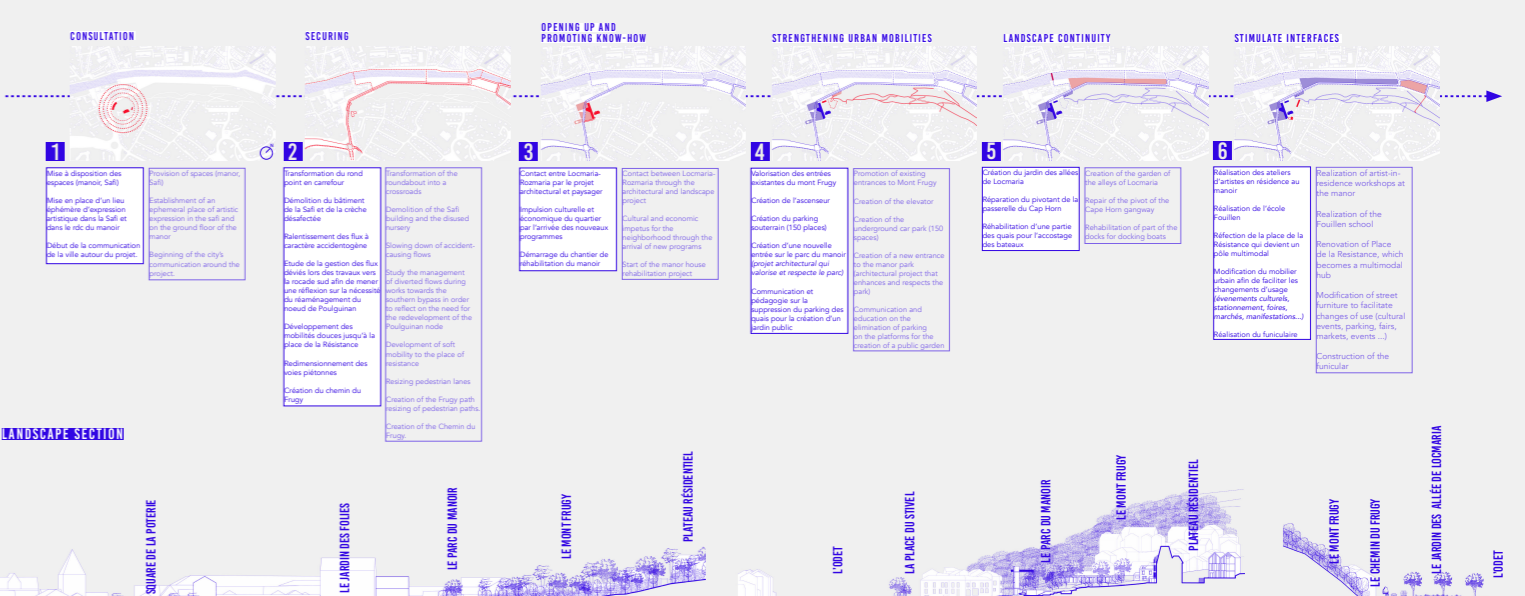 CONSULTATION
SECURING
OPENING UP AND
PROMOTING KNOW-HOW
STRENGTHENING URBAN MOBILITIES
LANDSCAPE CONTINUITY
STIMULATE INTERFACES
1
Mise à disposition des
espaces (manoir, Safi)
Mise en place d'un lieu
éphémère d'expression
artistique dans la Safi et
dans le rdc du manoir
Début de la communication
de la ville autour du projet.
Provision of spaces (manor,
Safi)
Establishment of an
ephemeral place of artistic
expression in the safi and
on the ground floor of the
manor
Beginning of the city's
communication around the
project.
2
Transformation du rond
point en carrefour
Démolition du bâtiment
de la Safi et de la crèche
désafectée
Ralentissement des flux à
caractère accidentogène
Etude de la gestion des flux
déviés lors des travaux vers
la rocade sud afin de mener
une réflexion sur la nécessité
du réaménagement du
noeud de Poulguinan
Développement des
mobilités douces jusqu'à la
place de la Résistance
Redimensionnement des
voies piétonnes
Création du chemin du
Frugy
Transformation of the
roundabout into a
crossroads
Demolition of the Safi
building and the disused
nursery
Slowing down of accident-
causing flows
Study the management
of diverted flows during
works towards the
southern bypass in order
to reflect on the need for
the redevelopment of the
Poulguinan node
Development of soft
mobility to the place of
resistance
Resizing pedestrian lanes
Creation of the Frugy path
resizing of pedestrian paths.
Creation of the Chemin du
Frugy.
3
Contact entre Locmaria-
Rozmaria par le projet
architectural et paysager
Impulsion culturelle et
économique du quartier
par l'arrivée des nouveaux
programmes
Démarrage du chantier de
réhabilitation du manoir
Contact between Locmaria-
Rozmaria through the
architectural and landscape
project
Cultural and economic
impetus for the
neighborhood through the
arrival of new programs
Start of the manor house
rehabilitation project
4
Valorisation des entrées
existantes du mont Frugy
Création de l'ascenseur
Création du parking
souterrain (150 places)
Création d'une nouvelle
entrée sur le parc du manoir
(projet architectural qui
valorise et respecte le parc)
Communication et
pédagogie sur la
suppression du parking des
quais pour la création d'un
jardin public
Promotion of existing
entrances to Mont Frugy
Creation of the elevator
Creation of the
underground car park (150
spaces)
Creation of a new entrance
to the manor park
(architectural project that
enhances and respects the
park)
Communication and
education on the
elimination of parking
on the platforms for the
creation of a public garden
5
Création du jardin des allées
de Locmaria
Réparation du pivotant de la
passerelle du Cap Horn
Réhabilitation d'une partie
des quais pour l'accostage
des bateaux
Creation of the garden of
the alleys of Locmaria
Repair of the pivot of the
Cape Horn gangway
Rehabilitation of part of the
docks for docking boats
6
Réalisation des ateliers
d'artistes en résidence au
manoir
Réalisation de l'école
Fouillen
Réfection de la place de la
Résistance qui devient un
pôle multimodal
Modification du mobilier
urbain afin de faciliter les
changements d'usage
(évenements culturels,
stationnement, foires,
marchés, manifestations...)
Réalisation du funiculaire
Realization of artist-in-
residence workshops at
the manor
Realization of the
Fouillen school
Renovation of Place
de la Resistance, which
becomes a multimodal
hub
Modification of street
furniture to facilitate
changes of use (cultural
events, parking, fairs,
markets, events ...)
Construction of the
funicular
LANDSCAPE SECTION
SQUARE DE LA POTERIE
LE JARDIN DES FOLIES
LE PARC DU MANOIR
LE MONT FRUGY
PLATEAU RÉSIDENTIEL
L'ODET
LA PLACE DU STIVEL
LE PARC DU MANOIR
LE MONT FRUGY
PLATEAU RÉSIDENTIEL
LE MONT FRUGY
LE CHEMIN DU FRUGY
LE JARDIN DES ALLÉE DE LOCMARIA
L'ODET